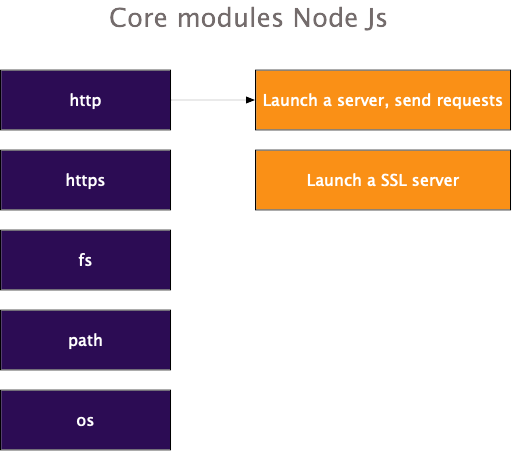 Core modules Node Js
http
Launch a server, send requests
https
Launch a SSL server
fs
path
os